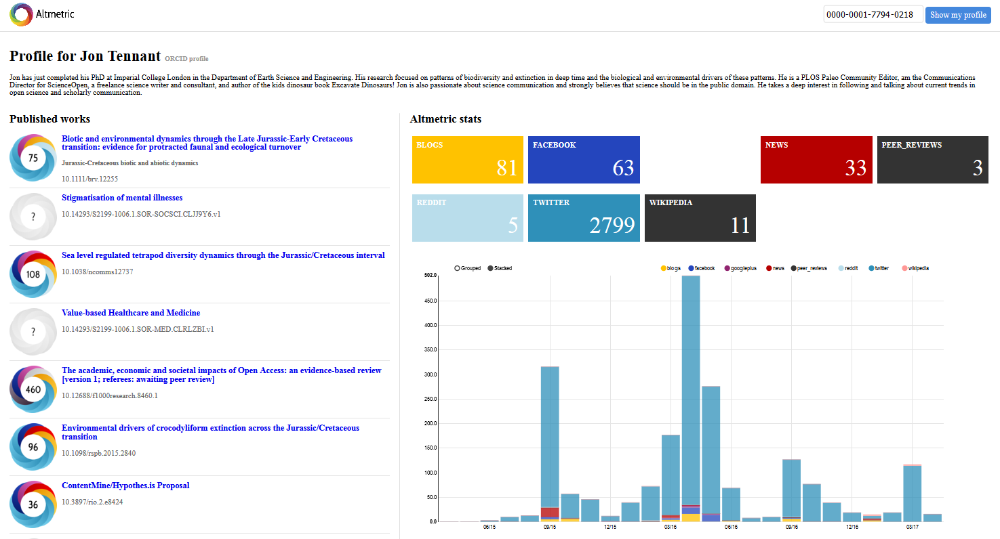 Altmetric
0000-0001-7794-0218
Show my profile
Profile for Jon Tennant ORCID profile
Jon has just completed his PhD at Imperial College London in the Department of Earth Science and Engineering. His research focused on patterns of biodiversity and extinction in deep time and the biological and environmental drivers of these patterns. He is a PLOS Paleo Community Editor, am the Communications
Director for ScienceOpen, a freelance science writer and consultant, and author of the kids dinosaur book Excavate Dinosaurs! Jon is also passionate about science communication and strongly believes that science should be in the public domain. He takes a deep interest in following and talking about current trends in
open science and scholarly communication.
Published works
75
Biotic and environmental dynamics through the Late Jurassic-Early Cretaceous
transition: evidence for protracted faunal and ecological turnover
Jurassic-Cretaceous biotic and abiotic dynamics
10.1111/brv.12255
?
Stigmatisation of mental illnesses
10.14293/S2199-1006.1.SOR-SOCSCI.CLJJ9Y6.v1
108
Sea level regulated tetrapod diversity dynamics through the Jurassic/Cretaceous interval
10.1038/ncomms12737
?
Value-based Healthcare and Medicine
10.14293/S2199-1006.1.SOR-MED.CLRLZBI.v1
460
The academic, economic and societal impacts of Open Access: an evidence-based review
[version 1; referees: awaiting peer review]
10.12688/f1000research.8460.1
96
Environmental drivers of crocodyliform extinction across the Jurassic/Cretaceous
transition
10.1098/rspb.2015.2840
36
ContentMine/Hypothes.is Proposal
10.3897/rio.2.e8424
Altmetric stats
BLOGS
81
FACEBOOK
63
NEWS
33
PEER_REVIEWS
3
REDDIT
5
TWITTER
2799
WIKIPEDIA
11
Grouped Stacked
blogs facebook googleplus news peer_reviews reddit twitter wikipedia
502.0
450.0
400.0
350.0
300.0
250.0
200.0
150.0
100.0
50.0
0.0
06/15 09/15 12/15 03/16 06/16 09/16 12/16 03/17